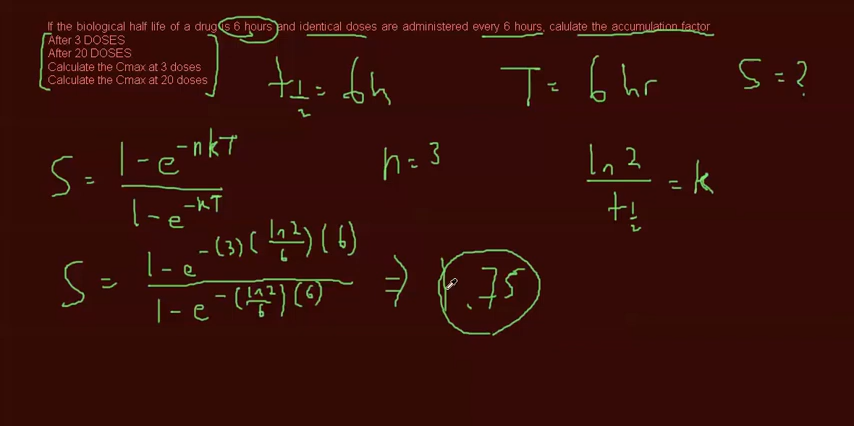 If the biological half life of a drug is 6 hours and identical doses are administered every 6 hours, calulate the accumulation factor
After 3 DOSES
After 20 DOSES
Calculate the Cmax at 3 doses
Calculate the Cmax at 20 doses
t 1/2 = 6h T = 6 hr S = ?
S = (1 - e^-nkT) / (1 - e^-kT) n = 3 ln 2 / t 1/2 = k
S = (1 - e^-(3)(ln2/6)(6)) / (1 - e^-(ln2/6)(6)) ⇒ 1.75